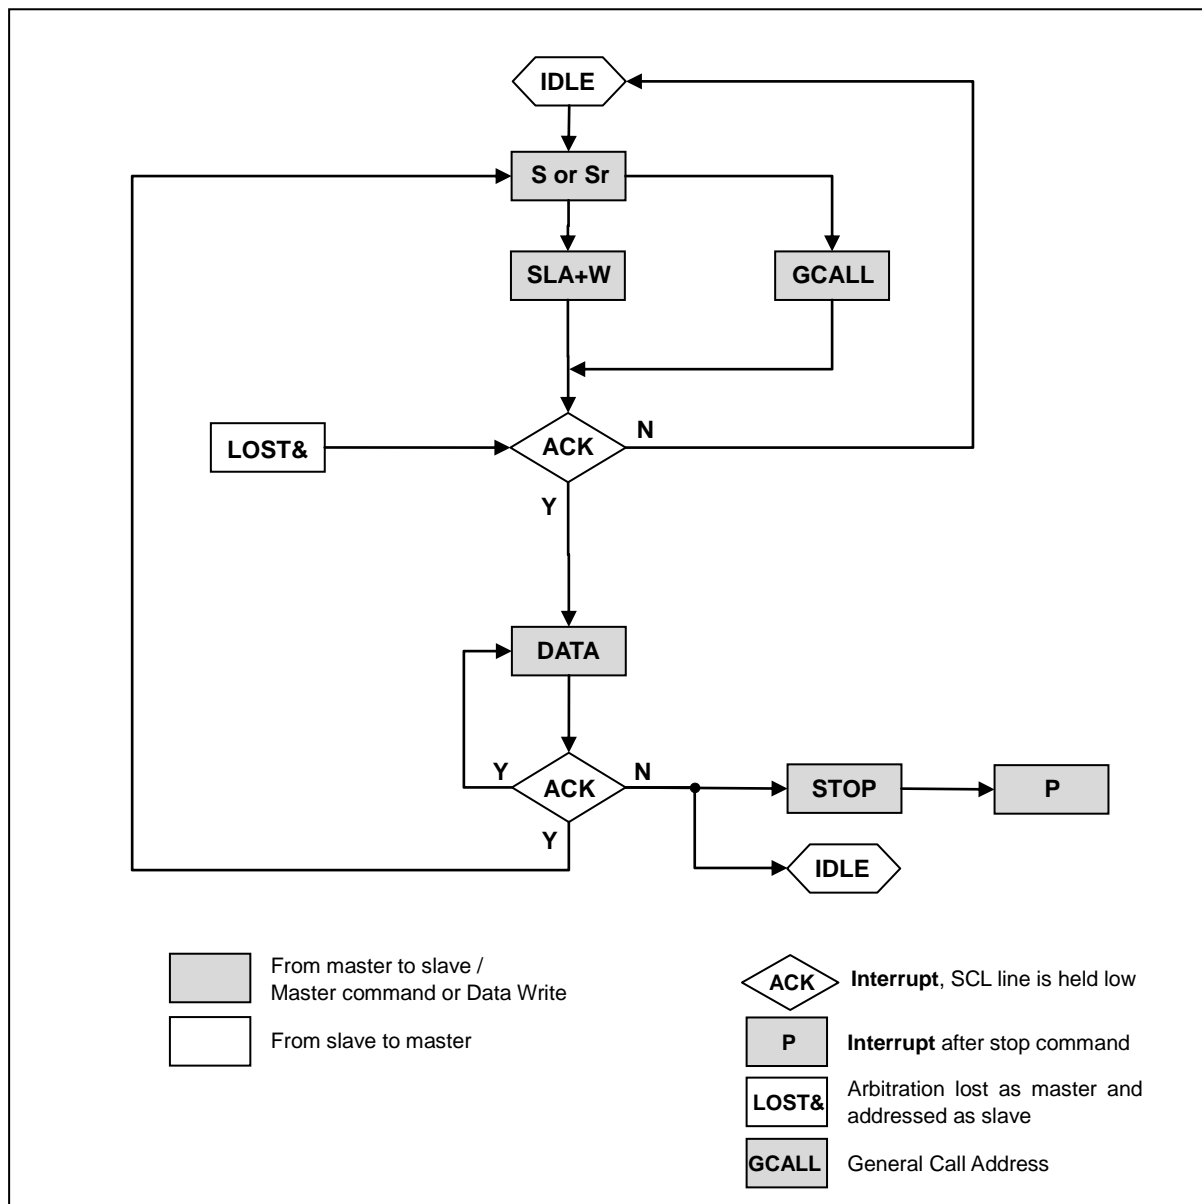 IDLE
S or Sr
SLA+W
GCALL
LOST&
ACK
N
Y
DATA
Y
ACK
N
STOP
P
Y
IDLE
From master to slave /
Master command or Data Write
From slave to master
ACK
Interrupt, SCL line is held low
P
Interrupt after stop command
LOST&
Arbitration lost as master and
addressed as slave
GCALL
General Call Address